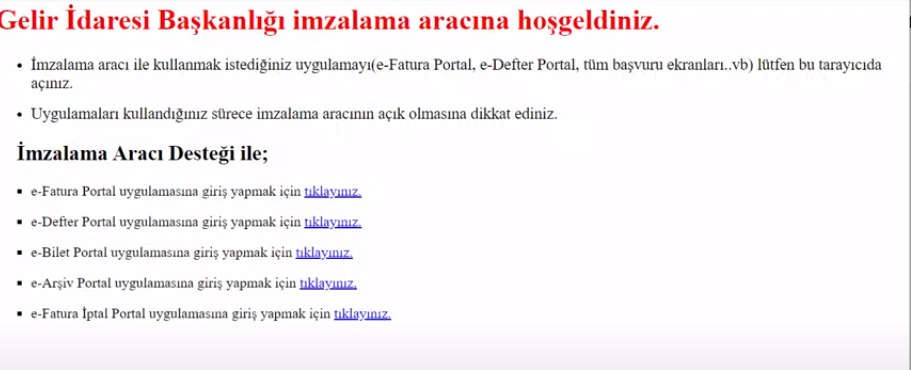 Gelir İdaresi Başkanlığı imzalama aracına hoşgeldiniz.
• İmzalama aracı ile kullanmak istediğiniz uygulamayı(e-Fatura Portal, e-Defter Portal, tüm başvuru ekranları..vb) lütfen bu tarayıcıda
açınız.
• Uygulamaları kullandığınız sürece imzalama aracının açık olmasına dikkat ediniz.
İmzalama Aracı Desteği ile;
▪ e-Fatura Portal uygulamasına giriş yapmak için tıklayınız.
▪ e-Defter Portal uygulamasına giriş yapmak için tıklayınız.
▪ e-Bilet Portal uygulamasına giriş yapmak için tıklayınız.
▪ e-Arşiv Portal uygulamasına giriş yapmak için tıklayınız.
▪ e-Fatura İptal Portal uygulamasına giriş yapmak için tıklayınız.